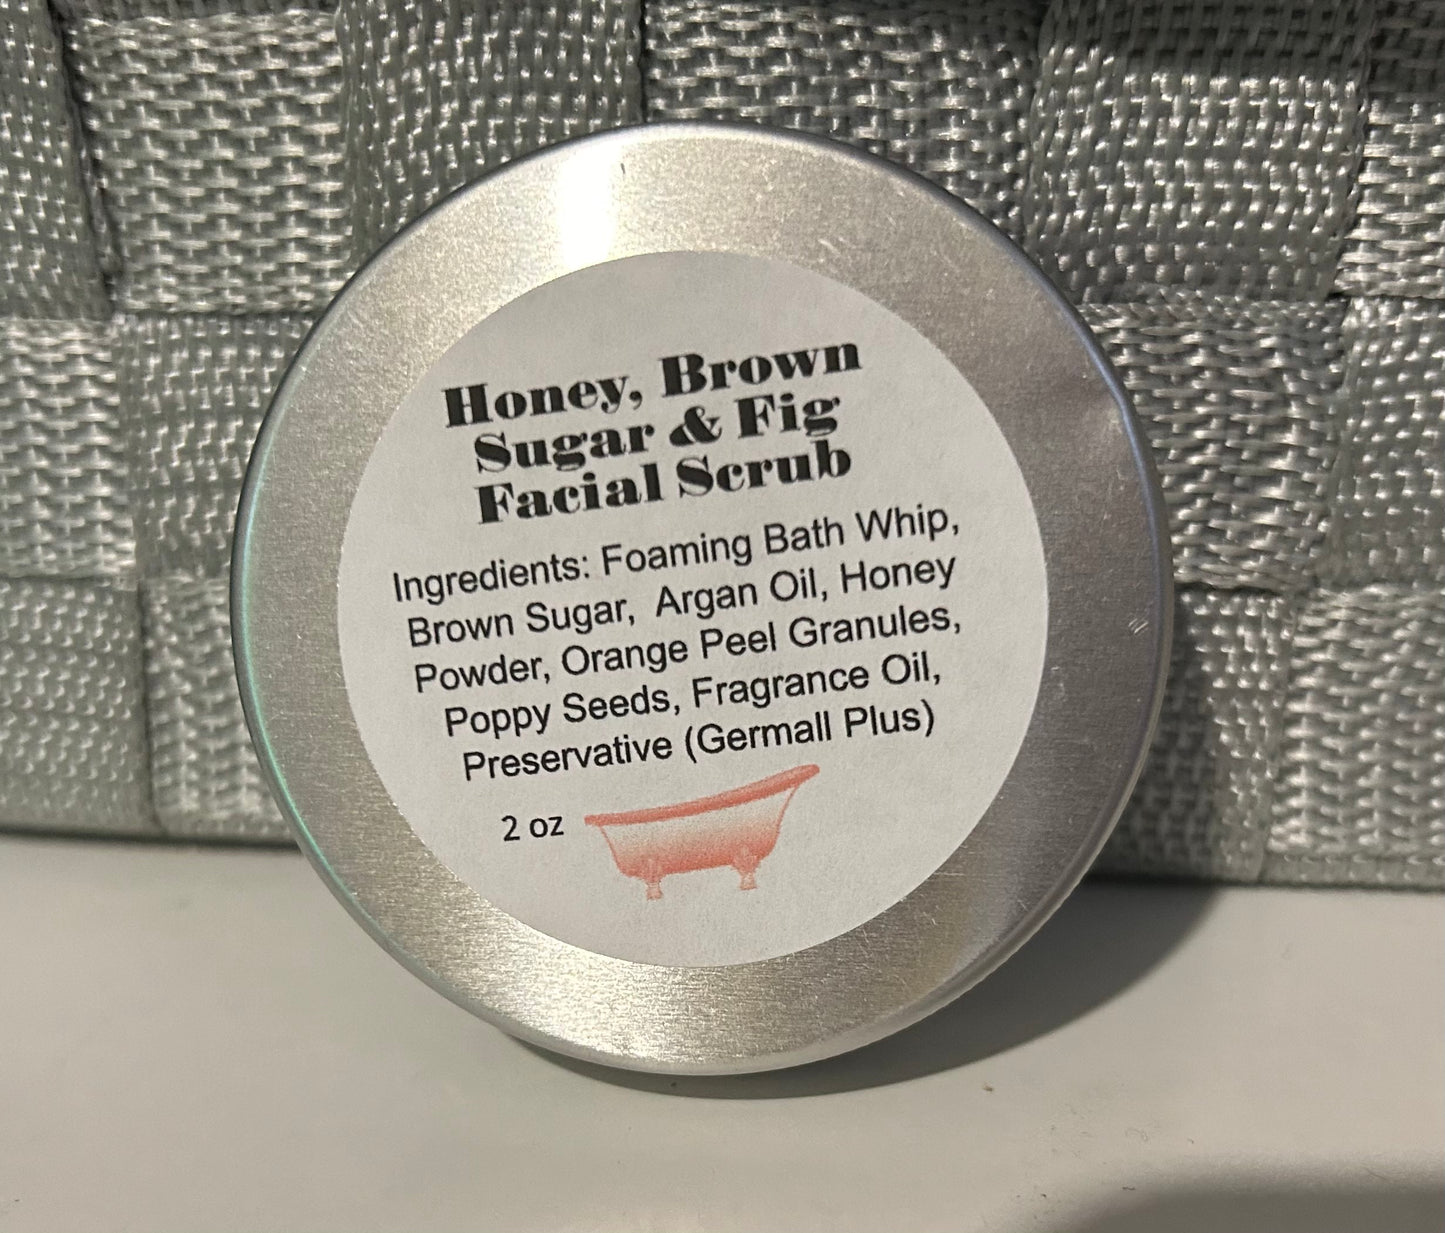 Honey, Brown
Sugar & Fig
Facial Scrub
Ingredients: Foaming Bath Whip,
Brown Sugar,  Argan Oil, Honey
Powder, Orange Peel Granules,
Poppy Seeds, Fragrance Oil,
Preservative (Germall Plus)
2 oz